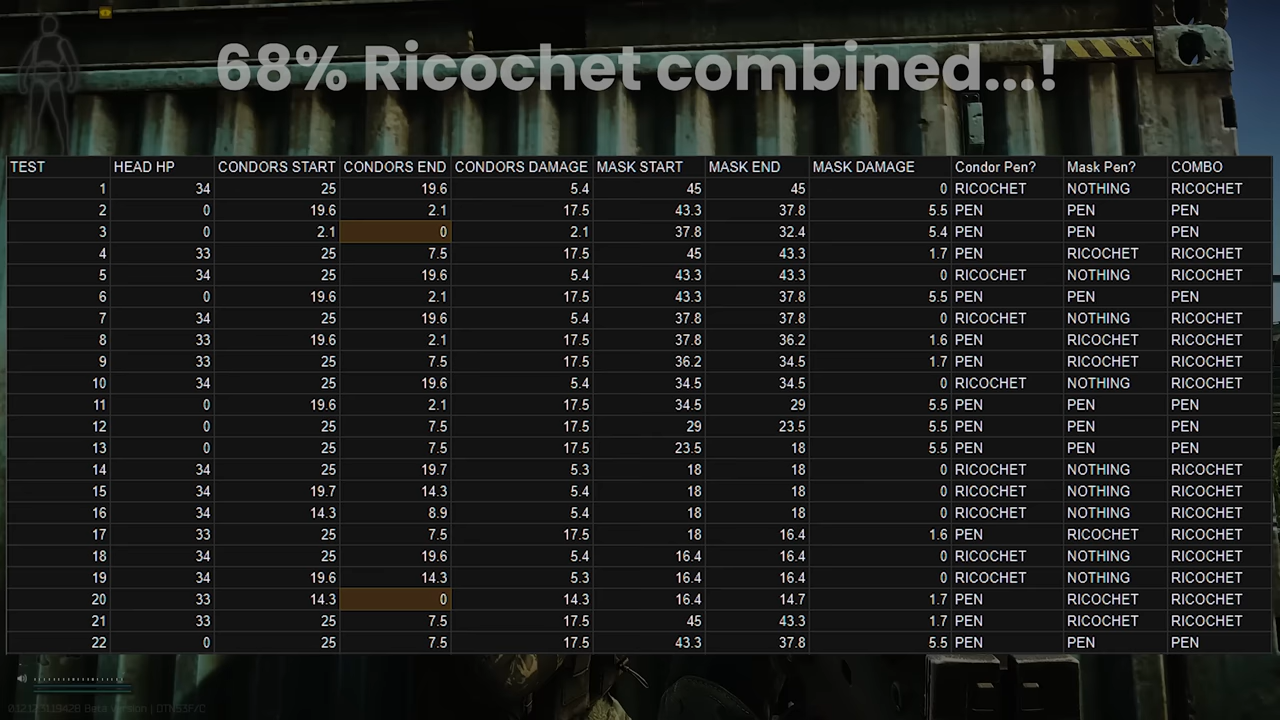 68% Ricochet combined...!
TEST HEAD HP CONDORS START CONDORS END CONDORS DAMAGE MASK START MASK END MASK DAMAGE Condor Pen? Mask Pen? COMBO
1 34 25 19.6 5.4 45 45 0 RICOCHET NOTHING RICOCHET
2 0 19.6 2.1 17.5 43.3 37.8 5.5 PEN PEN PEN
3 0 2.1 0 2.1 37.8 32.4 5.4 PEN PEN PEN
4 33 25 7.5 17.5 45 43.3 1.7 PEN RICOCHET RICOCHET
5 34 25 19.6 5.4 43.3 43.3 0 RICOCHET NOTHING RICOCHET
6 0 19.6 2.1 17.5 43.3 37.8 5.5 PEN PEN PEN
7 34 25 19.6 5.4 37.8 37.8 0 RICOCHET NOTHING RICOCHET
8 33 19.6 2.1 17.5 37.8 36.2 1.6 PEN RICOCHET RICOCHET
9 33 25 7.5 17.5 36.2 34.5 1.7 PEN RICOCHET RICOCHET
10 34 25 19.6 5.4 34.5 34.5 0 RICOCHET NOTHING RICOCHET
11 0 19.6 2.1 17.5 34.5 29 5.5 PEN PEN PEN
12 0 25 7.5 17.5 29 23.5 5.5 PEN PEN PEN
13 0 25 7.5 17.5 23.5 18 5.5 PEN PEN PEN
14 34 25 19.7 5.3 18 18 0 RICOCHET NOTHING RICOCHET
15 34 19.7 14.3 5.4 18 18 0 RICOCHET NOTHING RICOCHET
16 34 14.3 8.9 5.4 18 18 0 RICOCHET NOTHING RICOCHET
17 33 25 7.5 17.5 18 16.4 1.6 PEN RICOCHET RICOCHET
18 34 25 19.6 5.4 16.4 16.4 0 RICOCHET NOTHING RICOCHET
19 34 19.6 14.3 5.3 16.4 16.4 0 RICOCHET NOTHING RICOCHET
20 33 14.3 0 14.3 16.4 14.7 1.7 PEN RICOCHET RICOCHET
21 33 25 7.5 17.5 45 43.3 1.7 PEN RICOCHET RICOCHET
22 0 25 7.5 17.5 43.3 37.8 5.5 PEN PEN PEN
Beta version